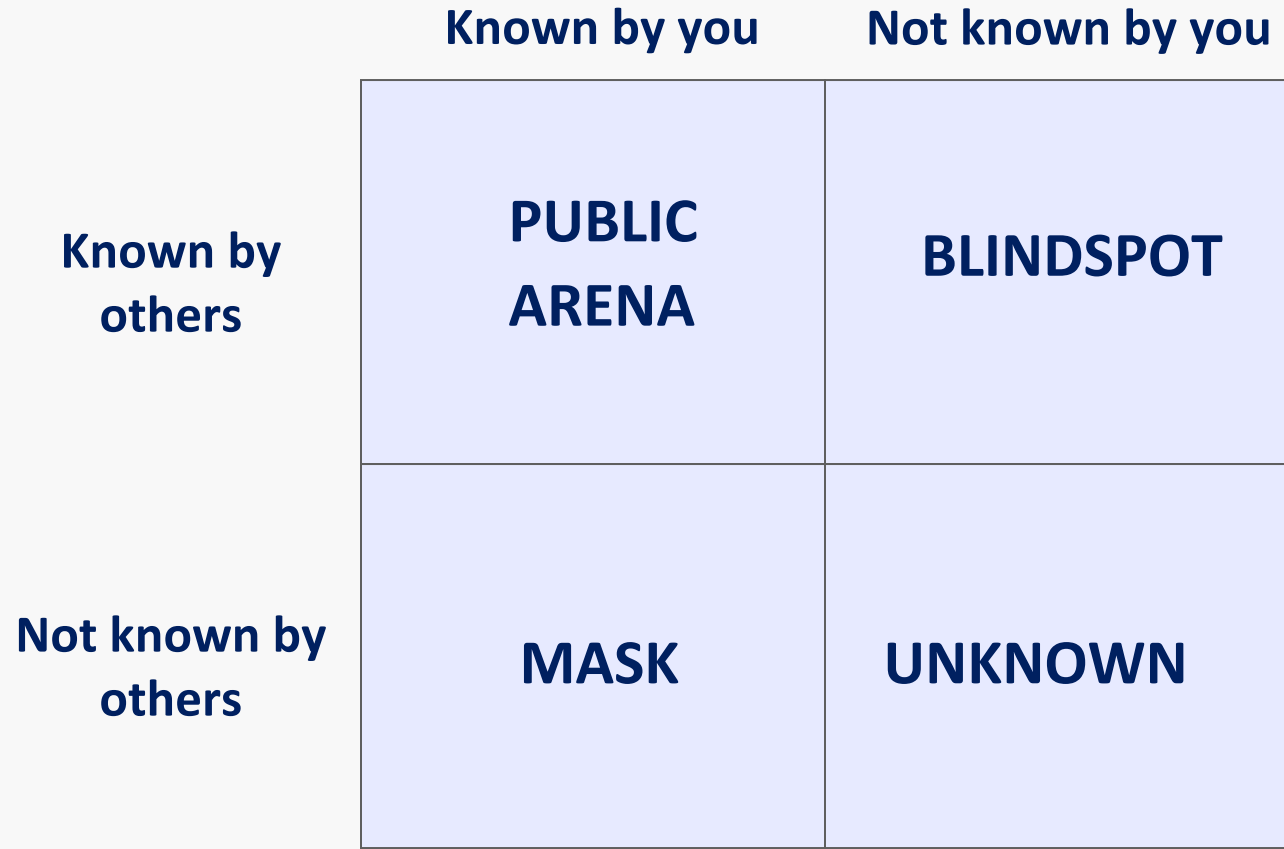 Known by you Not known by you
Known by
others
PUBLIC
ARENA
BLINDSPOT
Not known by
others
MASK
UNKNOWN